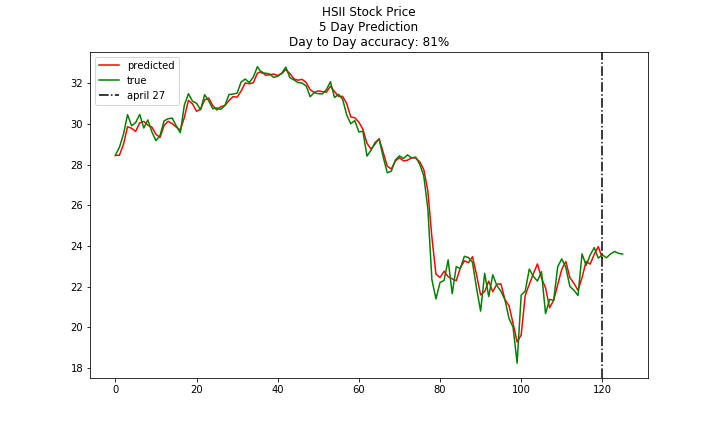 HSII Stock Price
5 Day Prediction
Day to Day accuracy: 81%
predicted
true
april 27
32
30
28
26
24
22
20
18
0
20
40
60
80
100
120